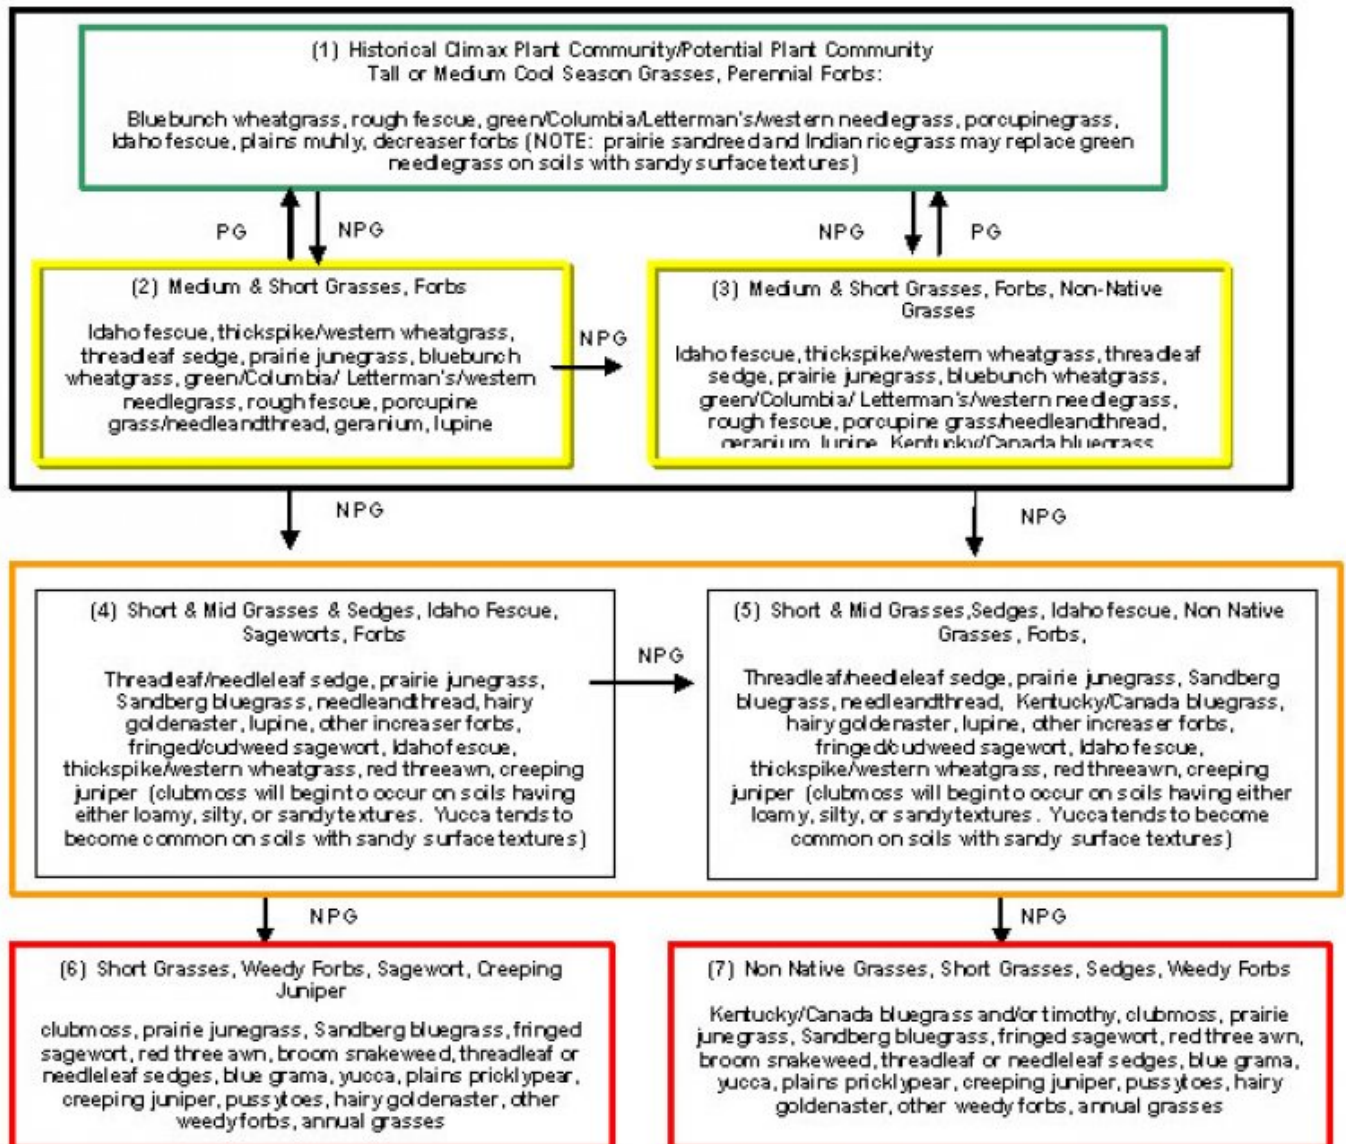 (1) Historical Climax Plant Community/Potential Plant Community
Tall or Medium Cool Season Grasses, Perennial Forbs:
Bluebunch wheatgrass, rough fescue, green/Columbia/Letterman's/western needlegrass, porcupinegrass,
Idaho fescue, plains muhly, decreaser forbs (NOTE: prairie sandreed and Indian ricegrass may replace green
needlegrass on soils with sandy surface textures)
PG
NPG
NPG
PG
(2) Medium & Short Grasses, Forbs
Idaho fescue, thickspike/western wheatgrass,
threadleaf sedge, prairie junegrass, bluebunch
wheatgrass, green/Columbia/ Letterman's/western
needlegrass, rough fescue, porcupine
grass/needleandthread, geranium, lupine
NPG
(3) Medium & Short Grasses, Forbs, Non-Native
Grasses
Idaho fescue, thickspike/western wheatgrass, threadleaf
sedge, prairie junegrass, bluebunch wheatgrass,
green/Columbia/ Letterman's/western needlegrass,
rough fescue, porcupine grass/needleandthread,
geranium, lupine, Kentucky/Canada bluegrass
NPG
NPG
(4) Short & Mid Grasses & Sedges, Idaho Fescue,
Sageworts, Forbs
Threadleaf/needleleaf sedge, prairie junegrass,
Sandberg bluegrass, needleandthread, hairy
goldenaster, lupine, other increaser forbs,
fringed/cudweed sagewort, Idaho fescue,
thickspike/western wheatgrass, red threeawn, creeping
juniper (clubmoss will begin to occur on soils having
either loamy, silty, or sandy textures. Yucca tends to
become common on soils with sandy surface textures)
NPG
(5) Short & Mid Grasses,Sedges, Idaho fescue, Non Native
Grasses, Forbs,
Threadleaf/needleleaf sedge, prairie junegrass, Sandberg
bluegrass, needleandthread, Kentucky/Canada bluegrass,
hairy goldenaster, lupine, other increaser forbs,
fringed/cudweed sagewort, Idaho fescue,
thickspike/western wheatgrass, red threeawn, creeping
juniper (clubmoss will begin to occur on soils having either
loamy, silty, or sandy textures. Yucca tends to become
common on soils with sandy surface textures)
NPG
NPG
(6) Short Grasses, Weedy Forbs, Sagewort, Creeping
Juniper
clubmoss, prairie junegrass, Sandberg bluegrass, fringed
sagewort, red three awn, broom snakeweed, threadleaf or
needleleaf sedges, blue grama, yucca, plains pricklypear,
creeping juniper, pussytoes, hairy goldenaster, other
weedy forbs, annual grasses
(7) Non Native Grasses, Short Grasses, Sedges, Weedy Forbs
Kentucky/Canada bluegrass and/or timothy, clubmoss, prairie
junegrass, Sandberg bluegrass, fringed sagewort, red three awn,
broom snakeweed, threadleaf or needleleaf sedges, blue grama,
yucca, plains pricklypear, creeping juniper, pussytoes, hairy
goldenaster, other weedy forbs, annual grasses